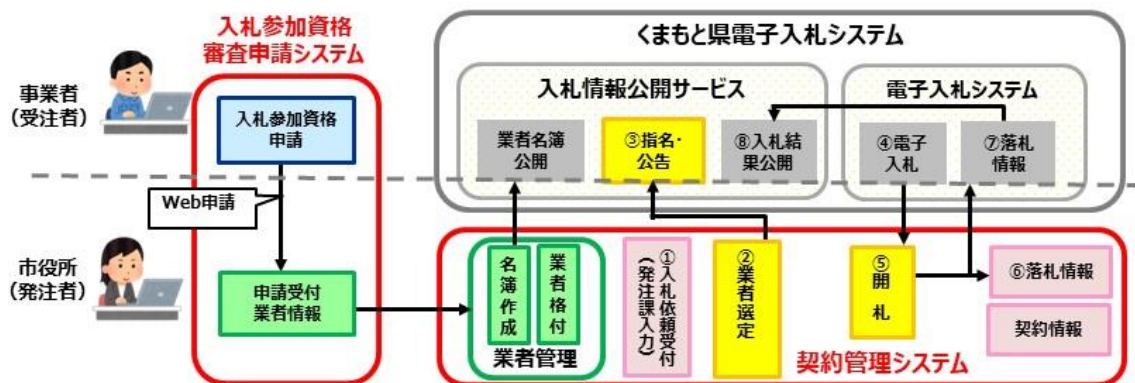 入札参加資格
審査申請システム
くまもと県電子入札システム
入札情報公開サービス
電子入札システム
事業者
(受注者)
入札参加資格
申請
業者名簿
公開
③指名・
公告
⑧入札結
果公開
④電子
入札
⑦落札
情報
Web申請
市役所
(発注者)
申請受付
業者情報
名簿作成
業者格付
業者管理
①入札依頼受付
(発注課入力)
②業者選定
⑤開札
⑥落札情報
契約情報
契約管理システム